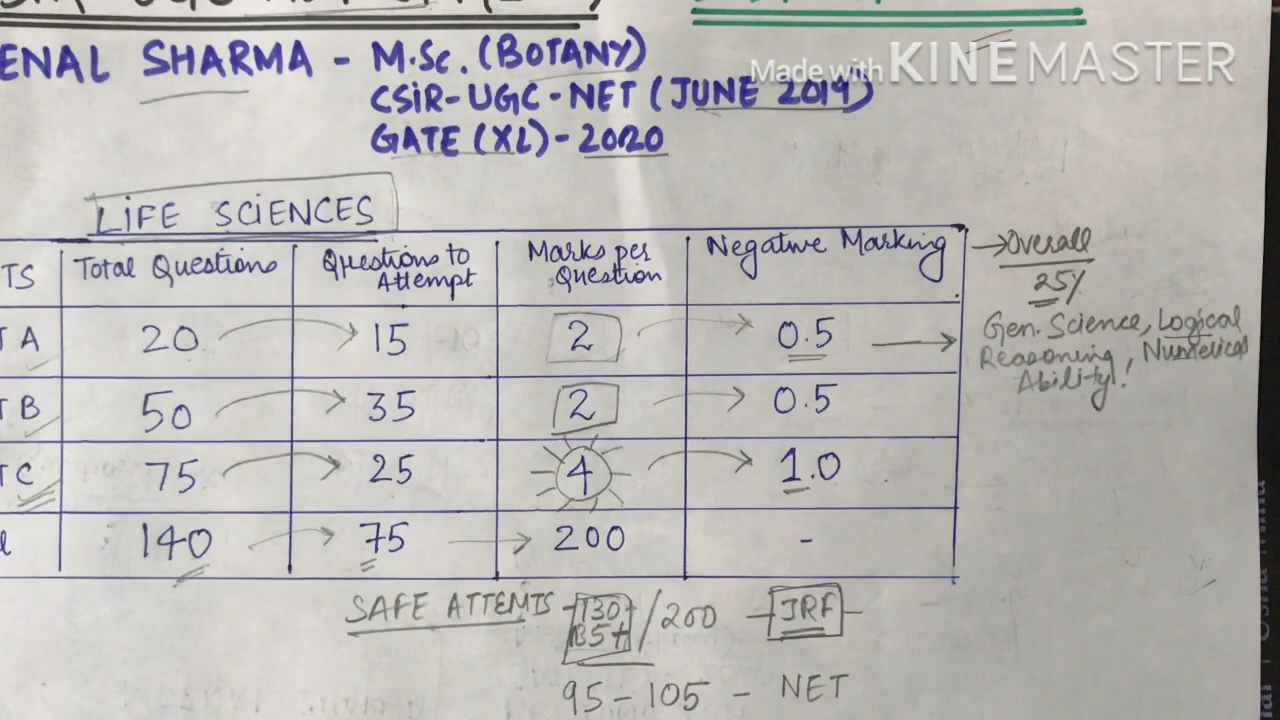 ENAL SHARMA - M.Sc. (BOTANY)
Made with KINEMASTER
CSIR-UGC-NET (JUNE 2019)
GATE (XL) - 2020
LIFE SCIENCES
TS Total Questions Questions to Attempt Marks per Question Negative Marking → Overall
25%
T A 20 → 15 2 → 0.5 → Gen. Science, Logical
Reasoning, Numerical
Ability!
T B 50 → 35 2 → 0.5
T C 75 → 25 4 → 1.0
l 140 → 75 → 200 -
SAFE ATTEMTS - 130+ / 200 - JRF -
135+
95 - 105 - NET